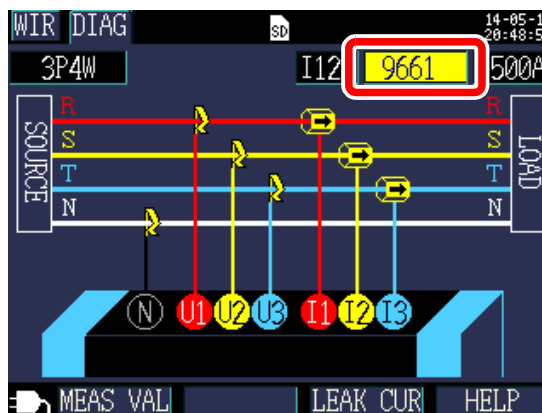 WIR DIAG SD 14-05-1
20:48:5
3P4W I12 9661 500A
R R
S S
T T
N N
SOURCE LOAD
N U1 U2 U3 I1 I2 I3
MEAS VAL LEAK CUR HELP